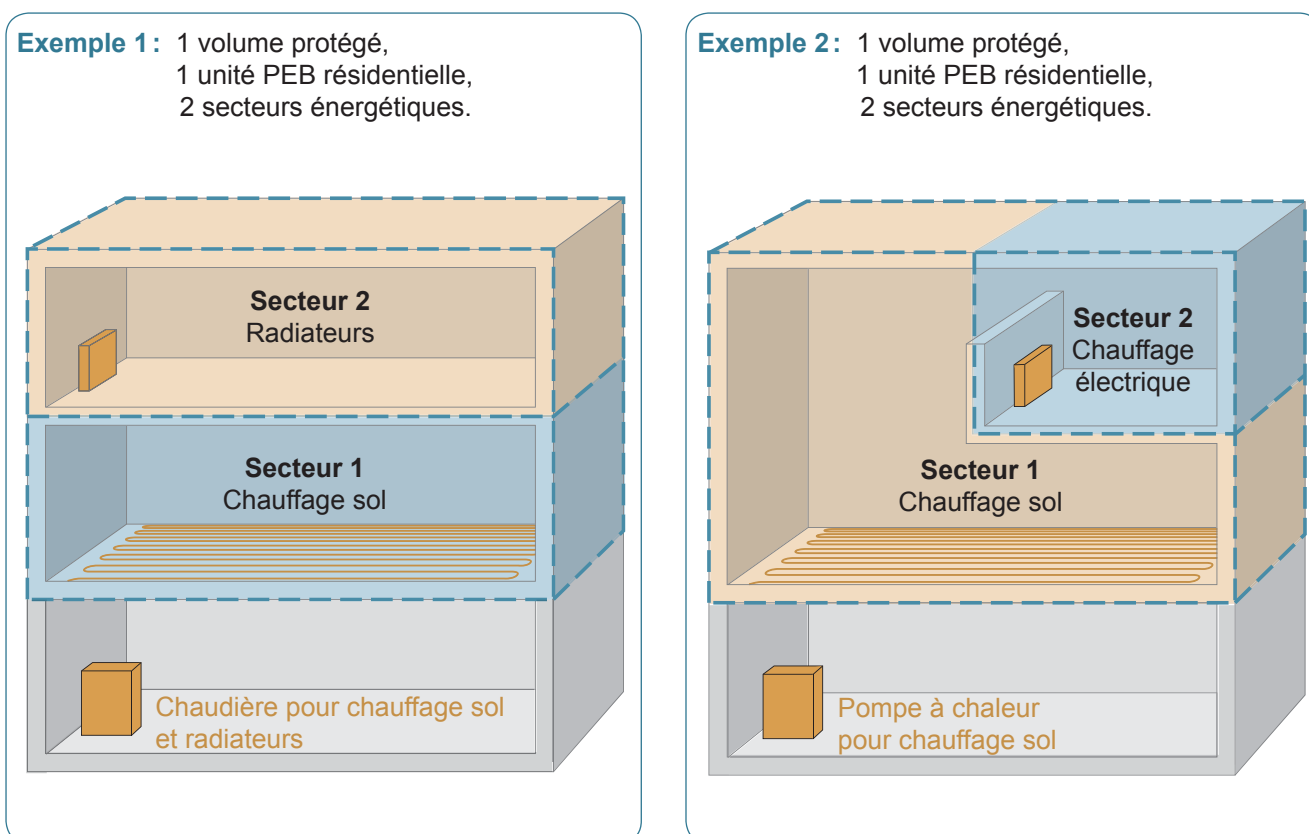 Exemple 1 : 1 volume protégé,
1 unité PEB résidentielle,
2 secteurs énergétiques.
Secteur 2
Radiateurs
Secteur 1
Chauffage sol
Chaudière pour chauffage sol
et radiateurs
Exemple 2 : 1 volume protégé,
1 unité PEB résidentielle,
2 secteurs énergétiques.
Secteur 2
Chauffage
électrique
Secteur 1
Chauffage sol
Pompe à chaleur
pour chauffage sol